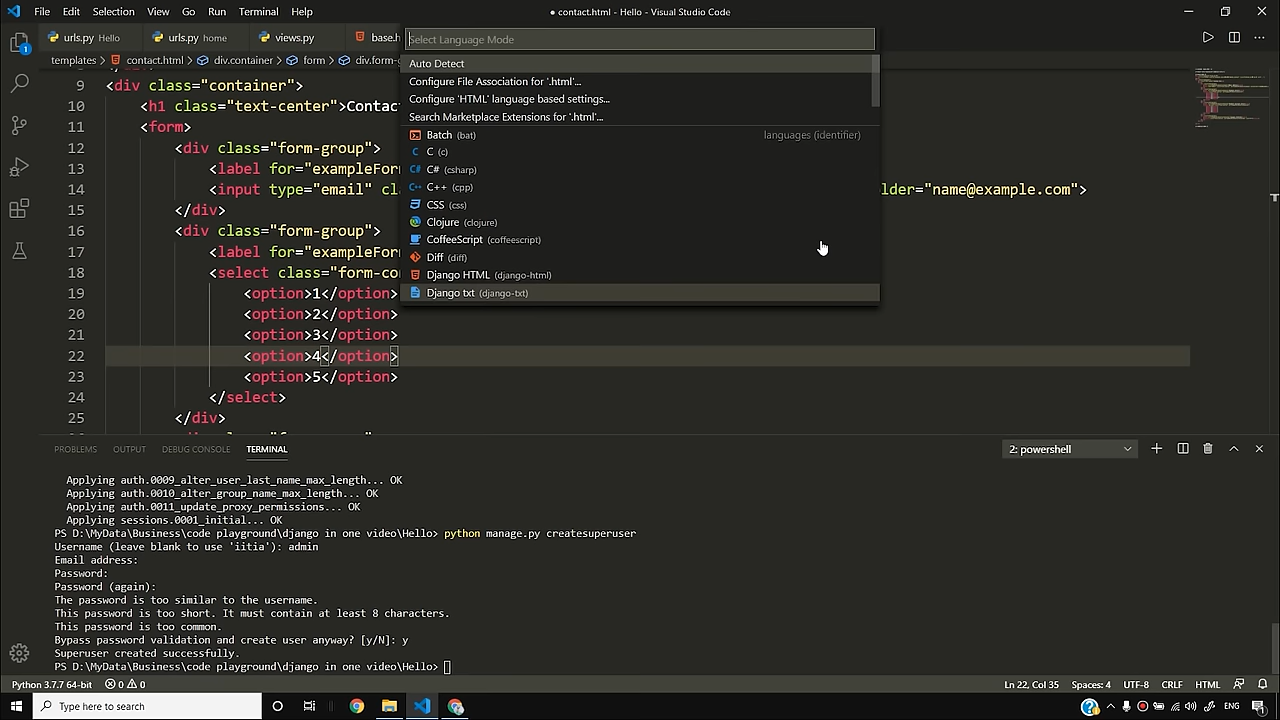 File Edit Selection View Go Run Terminal Help
● contact.html - Hello - Visual Studio Code
urls.py Hello
urls.py home
views.py
base.h
templates > contact.html > div.container > form > div.form-
Select Language Mode
Auto Detect
Configure File Association for '.html'...
Configure 'HTML' language based settings...
Search Marketplace Extensions for '.html'...
Batch (bat) languages (identifier)
C (c)
C# (csharp)
C++ (cpp)
CSS (css)
Clojure (clojure)
CoffeeScript (coffeescript)
Diff (diff)
Django HTML (django-html)
Django txt (django-txt)
9 <div class="container">
10 <h1 class="text-center">Contac
11 <form>
12 <div class="form-group">
13 <label for="exampleForm
14 <input type="email" cl older="name@example.com">
15 </div>
16 <div class="form-group">
17 <label for="exampleForm
18 <select class="form-co
19 <option>1</option>
20 <option>2</option>
21 <option>3</option>
22 <option>4</option>
23 <option>5</option>
24 </select>
25 </div>
PROBLEMS OUTPUT DEBUG CONSOLE TERMINAL
2: powershell
Applying auth.0009_alter_user_last_name_max_length... OK
Applying auth.0010_alter_group_name_max_length... OK
Applying auth.0011_update_proxy_permissions... OK
Applying sessions.0001_initial... OK
PS D:\MyData\Business\code playground\django in one video\Hello> python manage.py createsuperuser
Username (leave blank to use 'iitia'): admin
Email address:
Password:
Password (again):
The password is too similar to the username.
This password is too short. It must contain at least 8 characters.
This password is too common.
Bypass password validation and create user anyway? [y/N]: y
Superuser created successfully.
PS D:\MyData\Business\code playground\django in one video\Hello>
Python 3.7.7 64-bit 0 0
Ln 22, Col 35 Spaces: 4 UTF-8 CRLF HTML
Type here to search
ENG